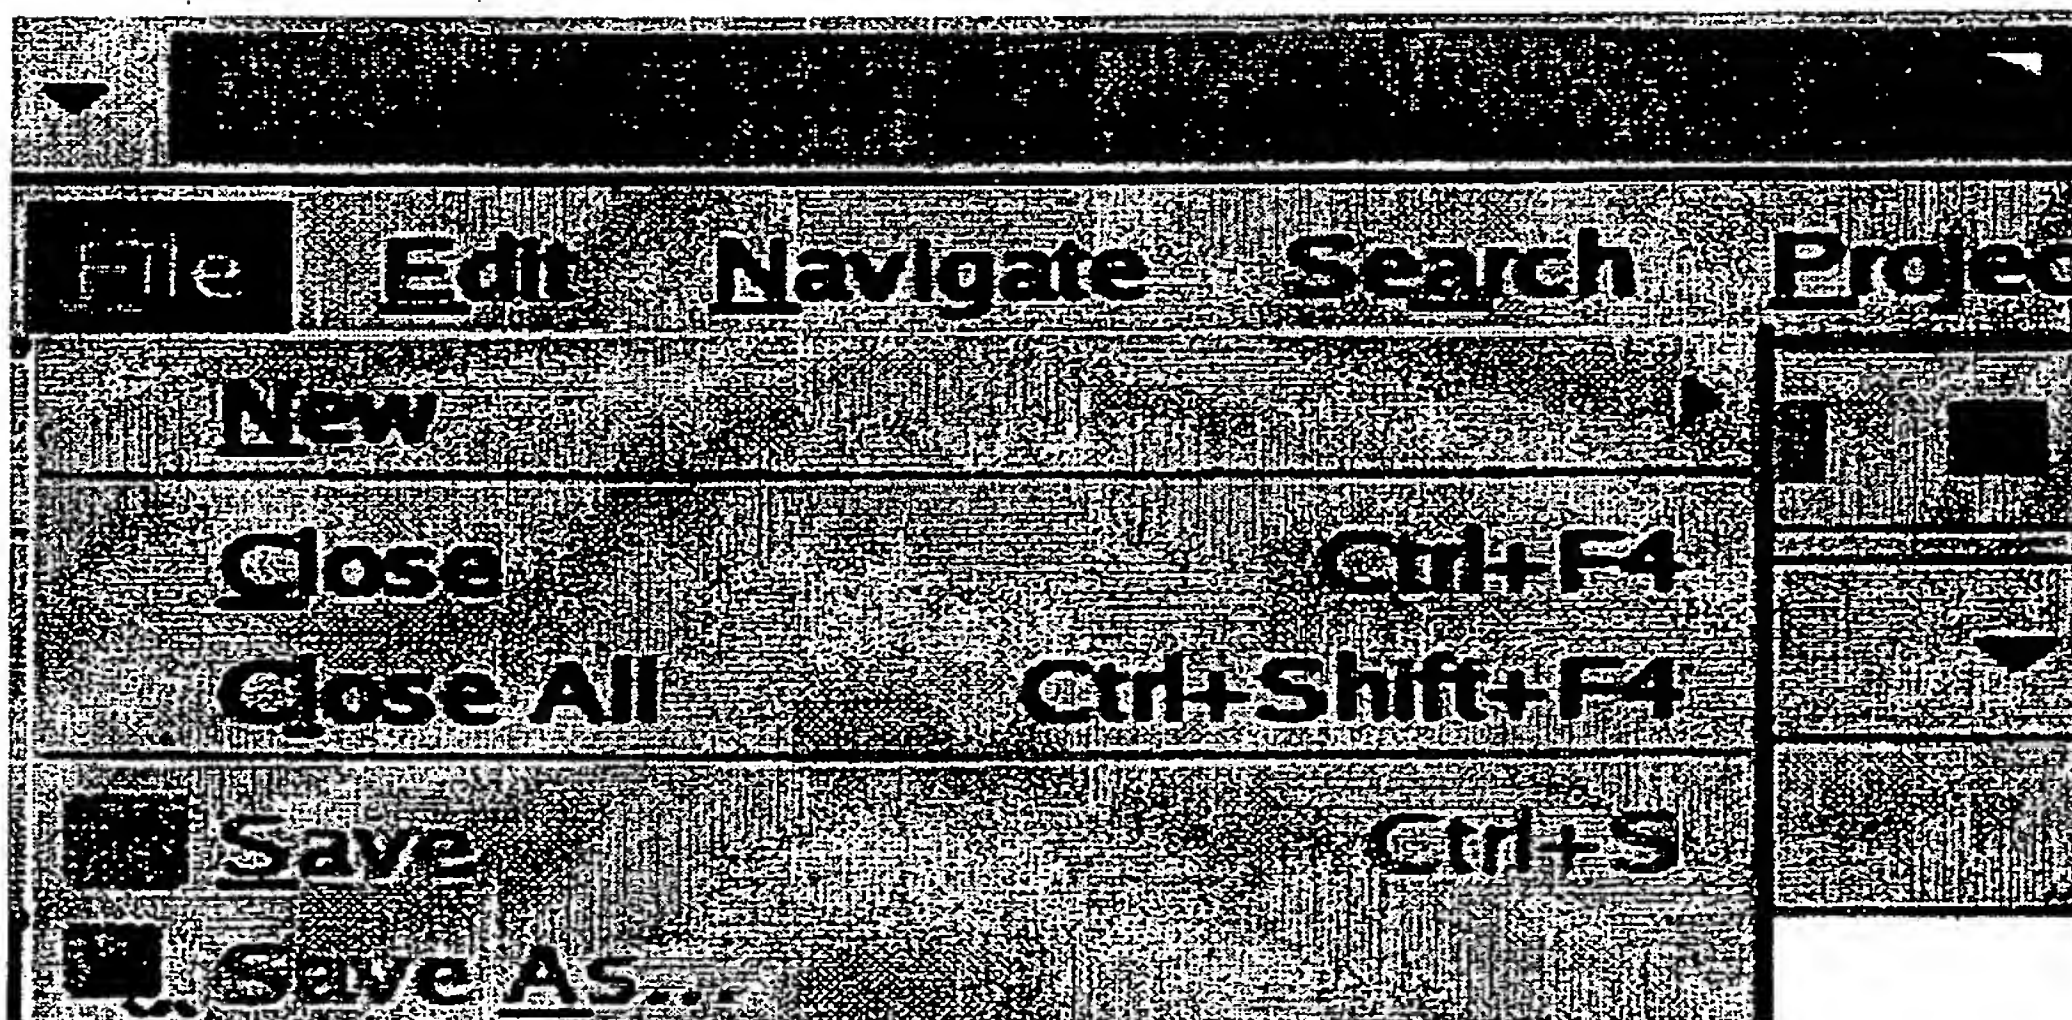 File Edit Navigate Search Projec
New
Close Ctrl+F4
Close All Ctrl+Shift+F4
Save Ctrl+S
Save As...